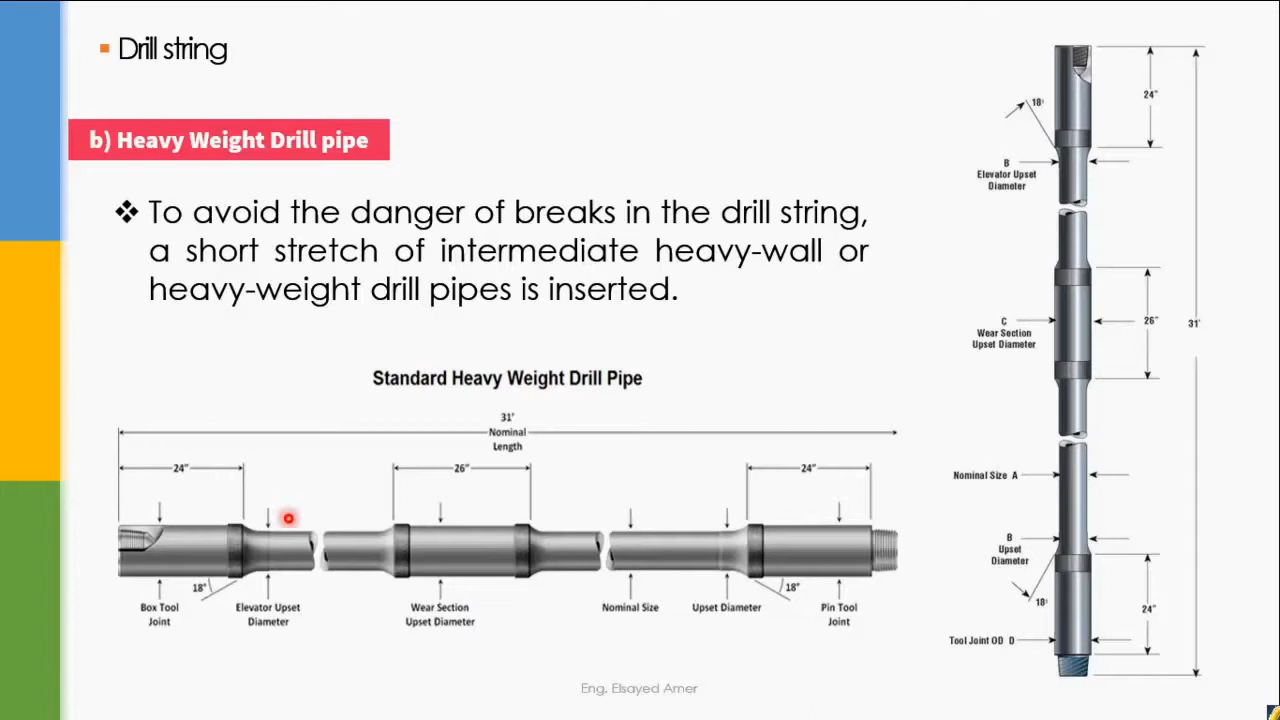 Drill string
b) Heavy Weight Drill pipe
To avoid the danger of breaks in the drill string,
a short stretch of intermediate heavy-wall or
heavy-weight drill pipes is inserted.
Standard Heavy Weight Drill Pipe
31'
Nominal
Length
24"
26"
24"
18°
18°
Box Tool
Joint
Elevator Upset
Diameter
Wear Section
Upset Diameter
Nominal Size
Upset Diameter
Pin Tool
Joint
18°
24"
B
Elevator Upset
Diameter
C
Wear Section
Upset Diameter
26"
31'
Nominal Size A
B
Upset
Diameter
18°
24"
Tool Joint OD D
Eng. Elsayed Amer